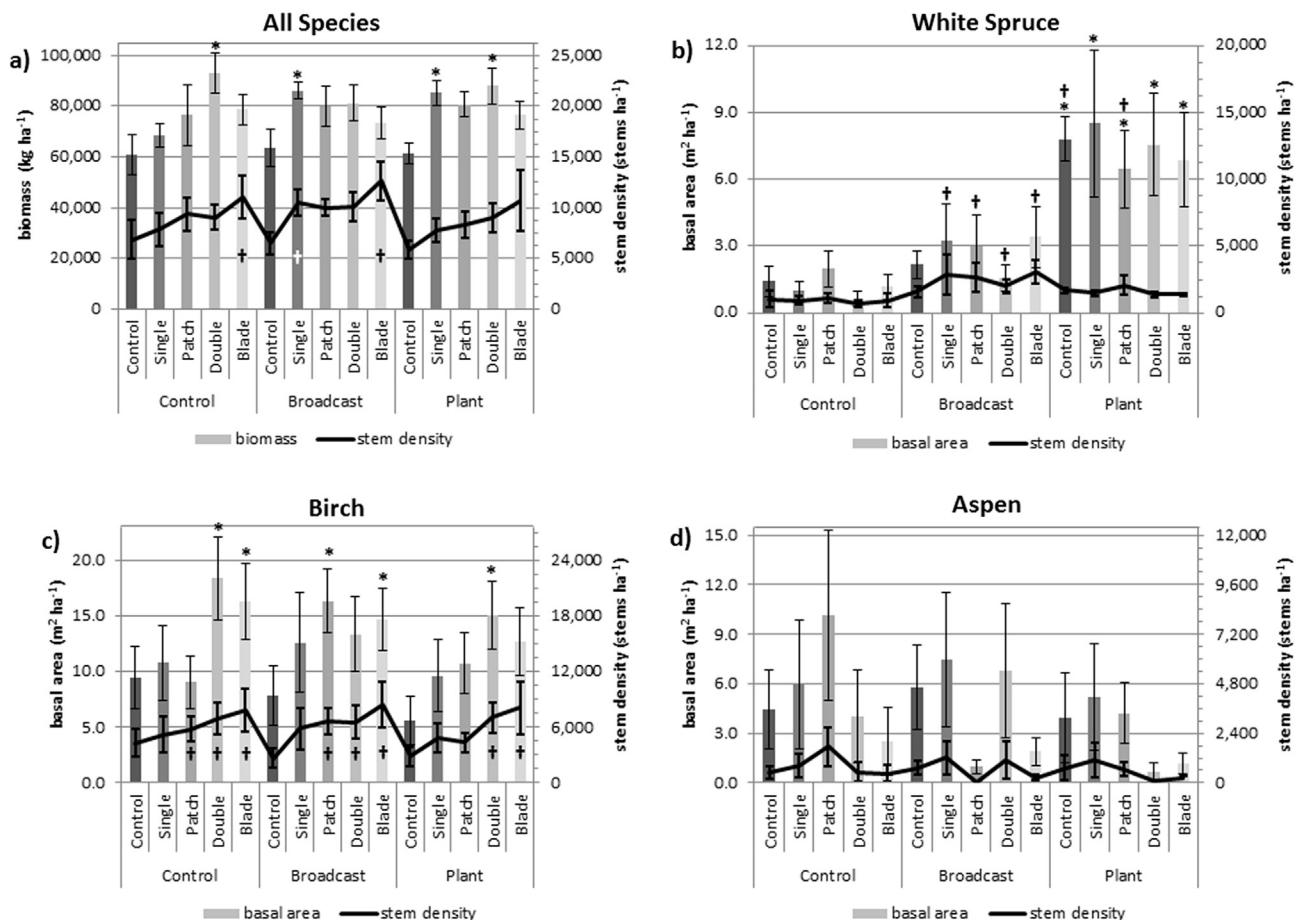 All Species
a)
100,000
80,000
60,000
40,000
20,000
0
biomass (kg ha-1)
25,000
20,000
15,000
10,000
5,000
0
stem density (stems ha-1)
* * * *
† † †
Control Single Patch Double Blade Control Single Patch Double Blade Control Single Patch Double Blade
Control Broadcast Plant
biomass stem density
White Spruce
b)
12.0
9.0
6.0
3.0
0.0
basal area (m2 ha-1)
20,000
15,000
10,000
5,000
0
stem density (stems ha-1)
† † † † † * * † * * *
Control Single Patch Double Blade Control Single Patch Double Blade Control Single Patch Double Blade
Control Broadcast Plant
basal area stem density
Birch
c)
20.0
15.0
10.0
5.0
0.0
basal area (m2 ha-1)
24,000
18,000
12,000
6,000
0
stem density (stems ha-1)
* * * * *
† † † † † † † †
Control Single Patch Double Blade Control Single Patch Double Blade Control Single Patch Double Blade
Control Broadcast Plant
basal area stem density
Aspen
d)
15.0
12.0
9.0
6.0
3.0
0.0
basal area (m2 ha-1)
12,000
9,600
7,200
4,800
2,400
0
stem density (stems ha-1)
Control Single Patch Double Blade Control Single Patch Double Blade Control Single Patch Double Blade
Control Broadcast Plant
basal area stem density